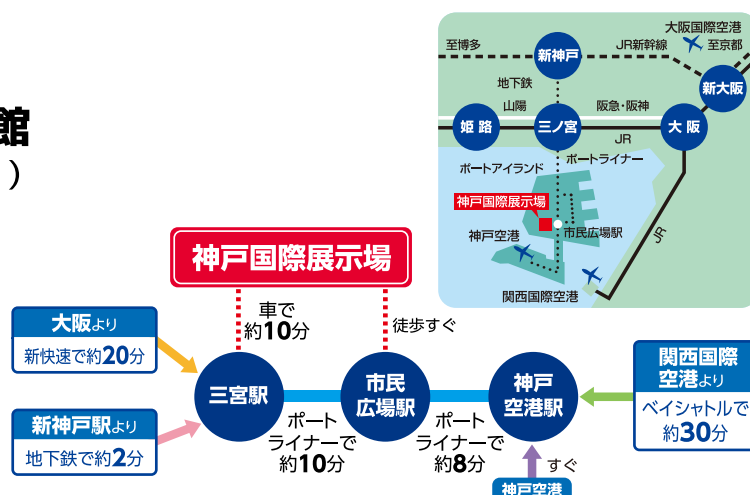 館
)
大阪国際空港
至博多
新神戸
JR新幹線
至京都
地下鉄
新大阪
山陽
阪急・阪神
姫路
三ノ宮
大阪
JR
ポートアイランド
ポートライナー
神戸国際展示場
神戸空港
市民広場駅
JR
関西国際空港
神戸国際展示場
車で
約10分
徒歩すぐ
大阪より
新快速で約20分
新神戸駅より
地下鉄で約2分
三宮駅
市民
広場駅
神戸
空港駅
ポート
ライナーで
約10分
ポート
ライナーで
約8分
関西国際
空港より
ベイシャトルで
約30分
すぐ
神戸空港